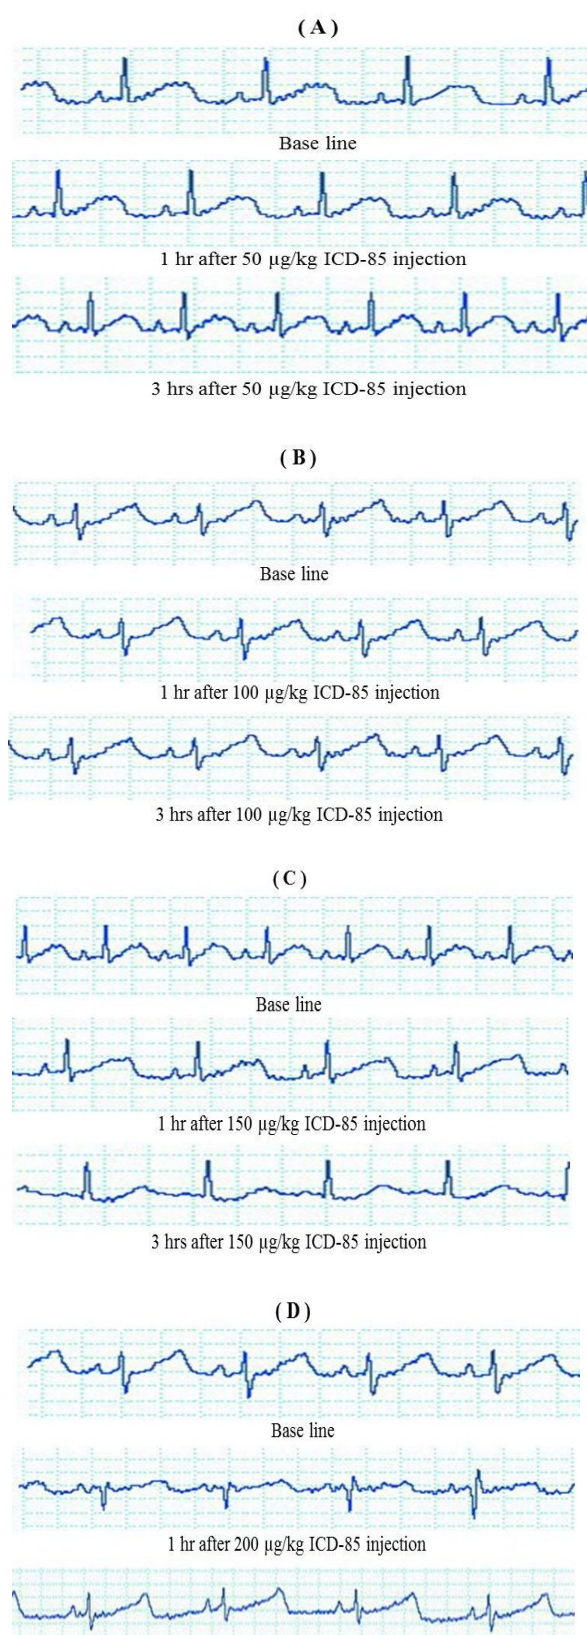 ( A )
Base line
1 hr after 50 µg/kg ICD-85 injection
3 hrs after 50 µg/kg ICD-85 injection
( B )
Base line
1 hr after 100 µg/kg ICD-85 injection
3 hrs after 100 µg/kg ICD-85 injection
( C )
Base line
1 hr after 150 µg/kg ICD-85 injection
3 hrs after 150 µg/kg ICD-85 injection
( D )
Base line
1 hr after 200 µg/kg ICD-85 injection